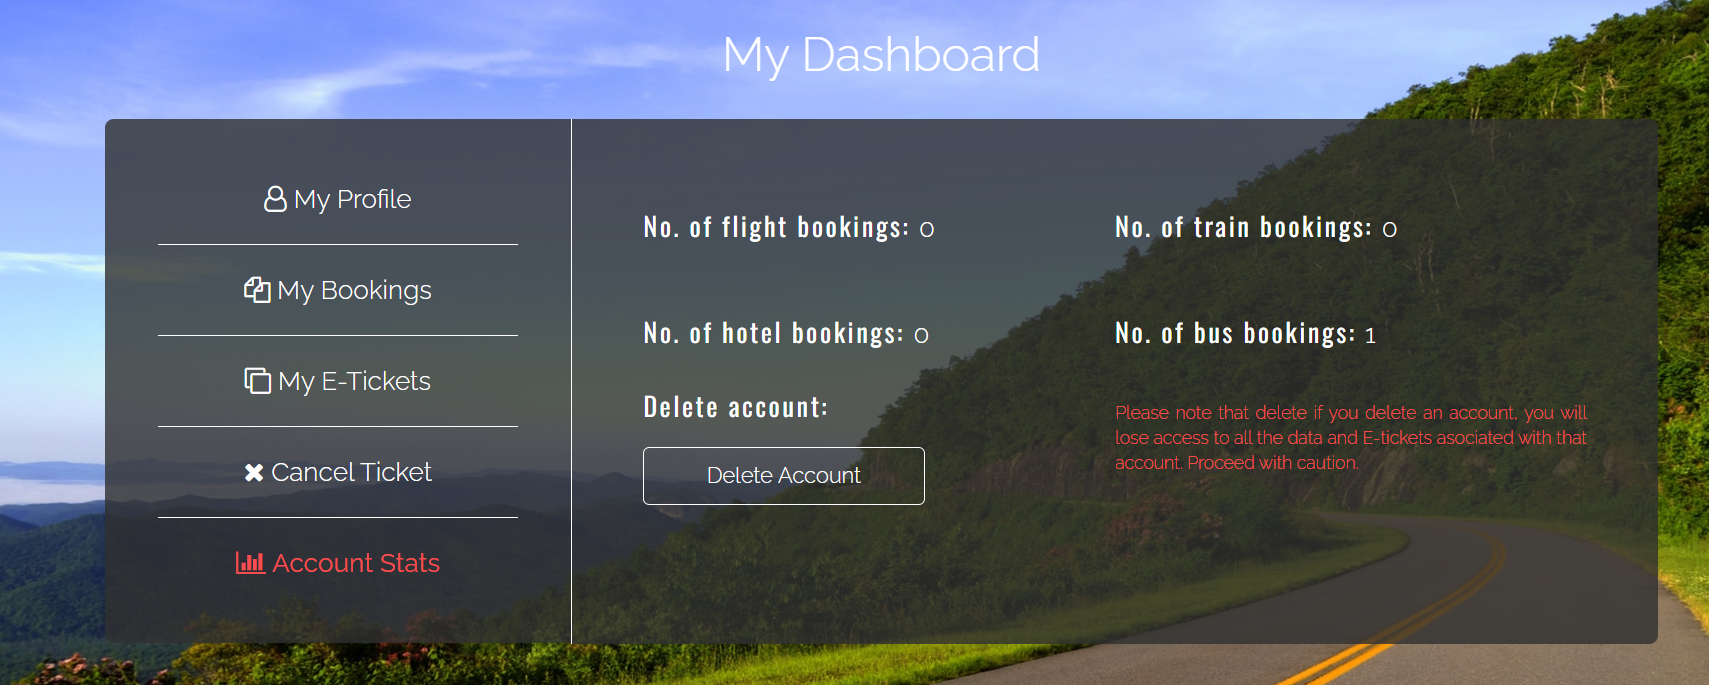 My Dashboard
My Profile
My Bookings
My E-Tickets
Cancel Ticket
Account Stats
No. of flight bookings: 0
No. of train bookings: 0
No. of hotel bookings: 0
No. of bus bookings: 1
Delete account:
Delete Account
Please note that delete if you delete an account, you will
lose access to all the data and E-tickets asociated with that
account. Proceed with caution.